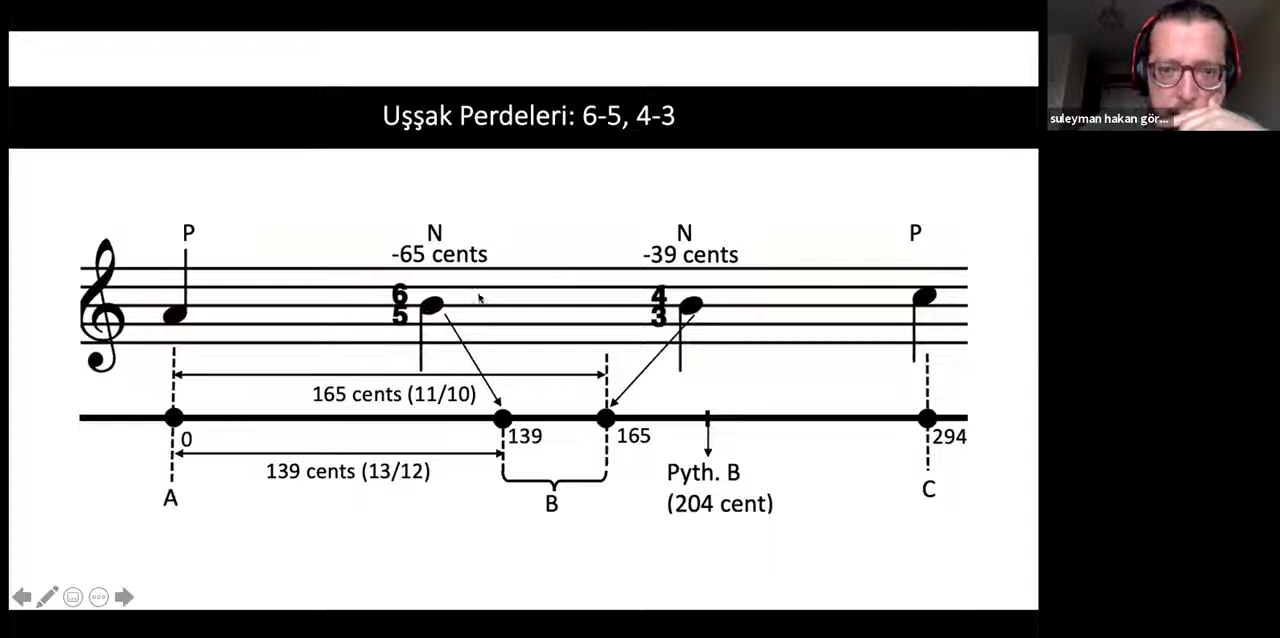 suleyman hakan gör...
Uşşak Perdeleri: 6-5, 4-3
P N N P
-65 cents -39 cents
6 4
5 3
165 cents (11/10)
0 139 165 294
139 cents (13/12) Pyth. B
A B (204 cent) C